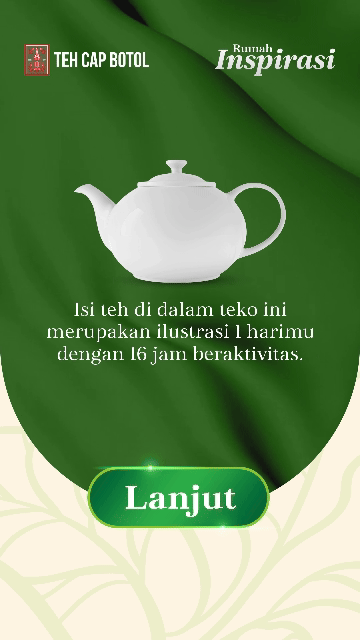 TEH CAP BOTOL
Rumah
Inspirasi
Isi teh di dalam teko ini
merupakan ilustrasi 1 harimu
dengan 16 jam beraktivitas.
Lanjut